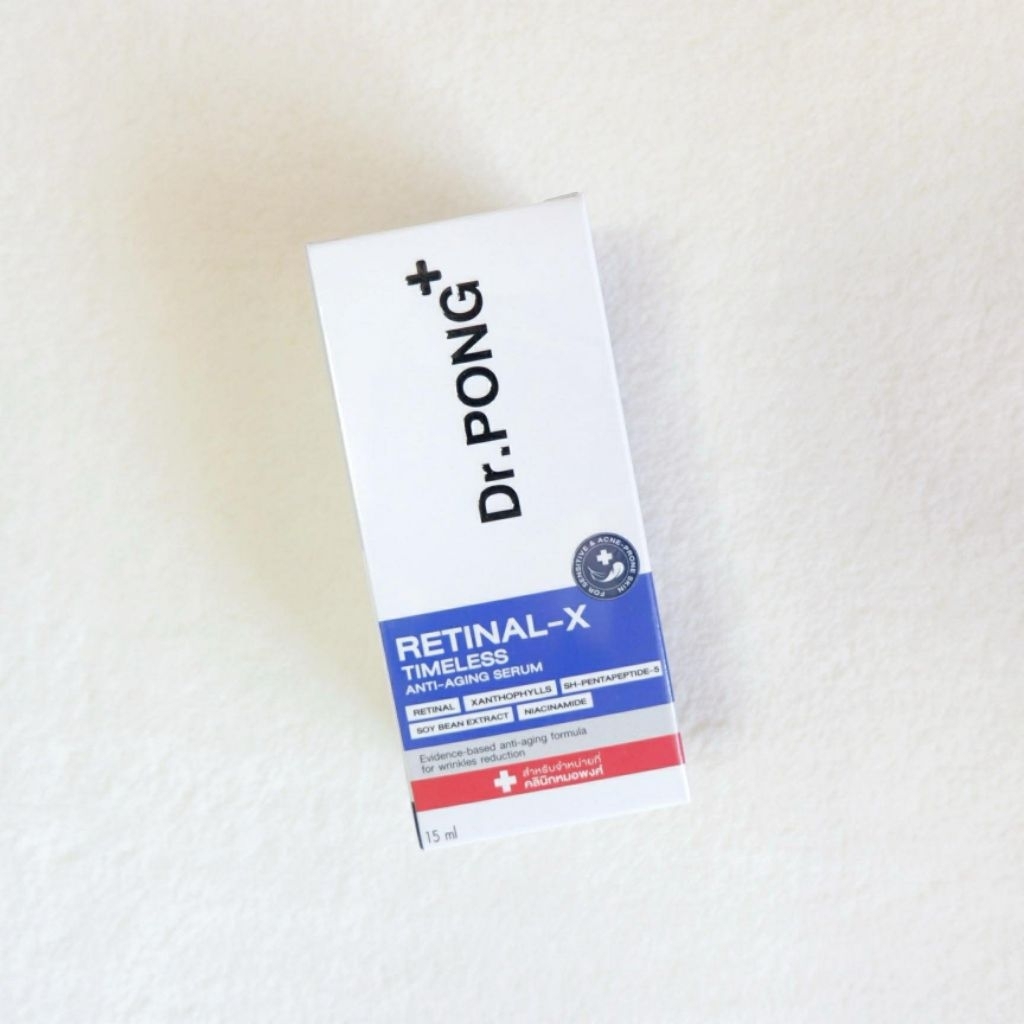 Dr.PONG+
FOR SENSITIVE & ACNE-PRONE SKIN
RETINAL-X
TIMELESS
ANTI-AGING SERUM
RETINAL XANTHOPHYLLS SH-PENTAPEPTIDE-5
SOY BEAN EXTRACT NIACINAMIDE
Evidence-based anti-aging formula
for wrinkles reduction
สำหรับจำหน่ายที่
คลินิกหมอพงศ์
15 ml